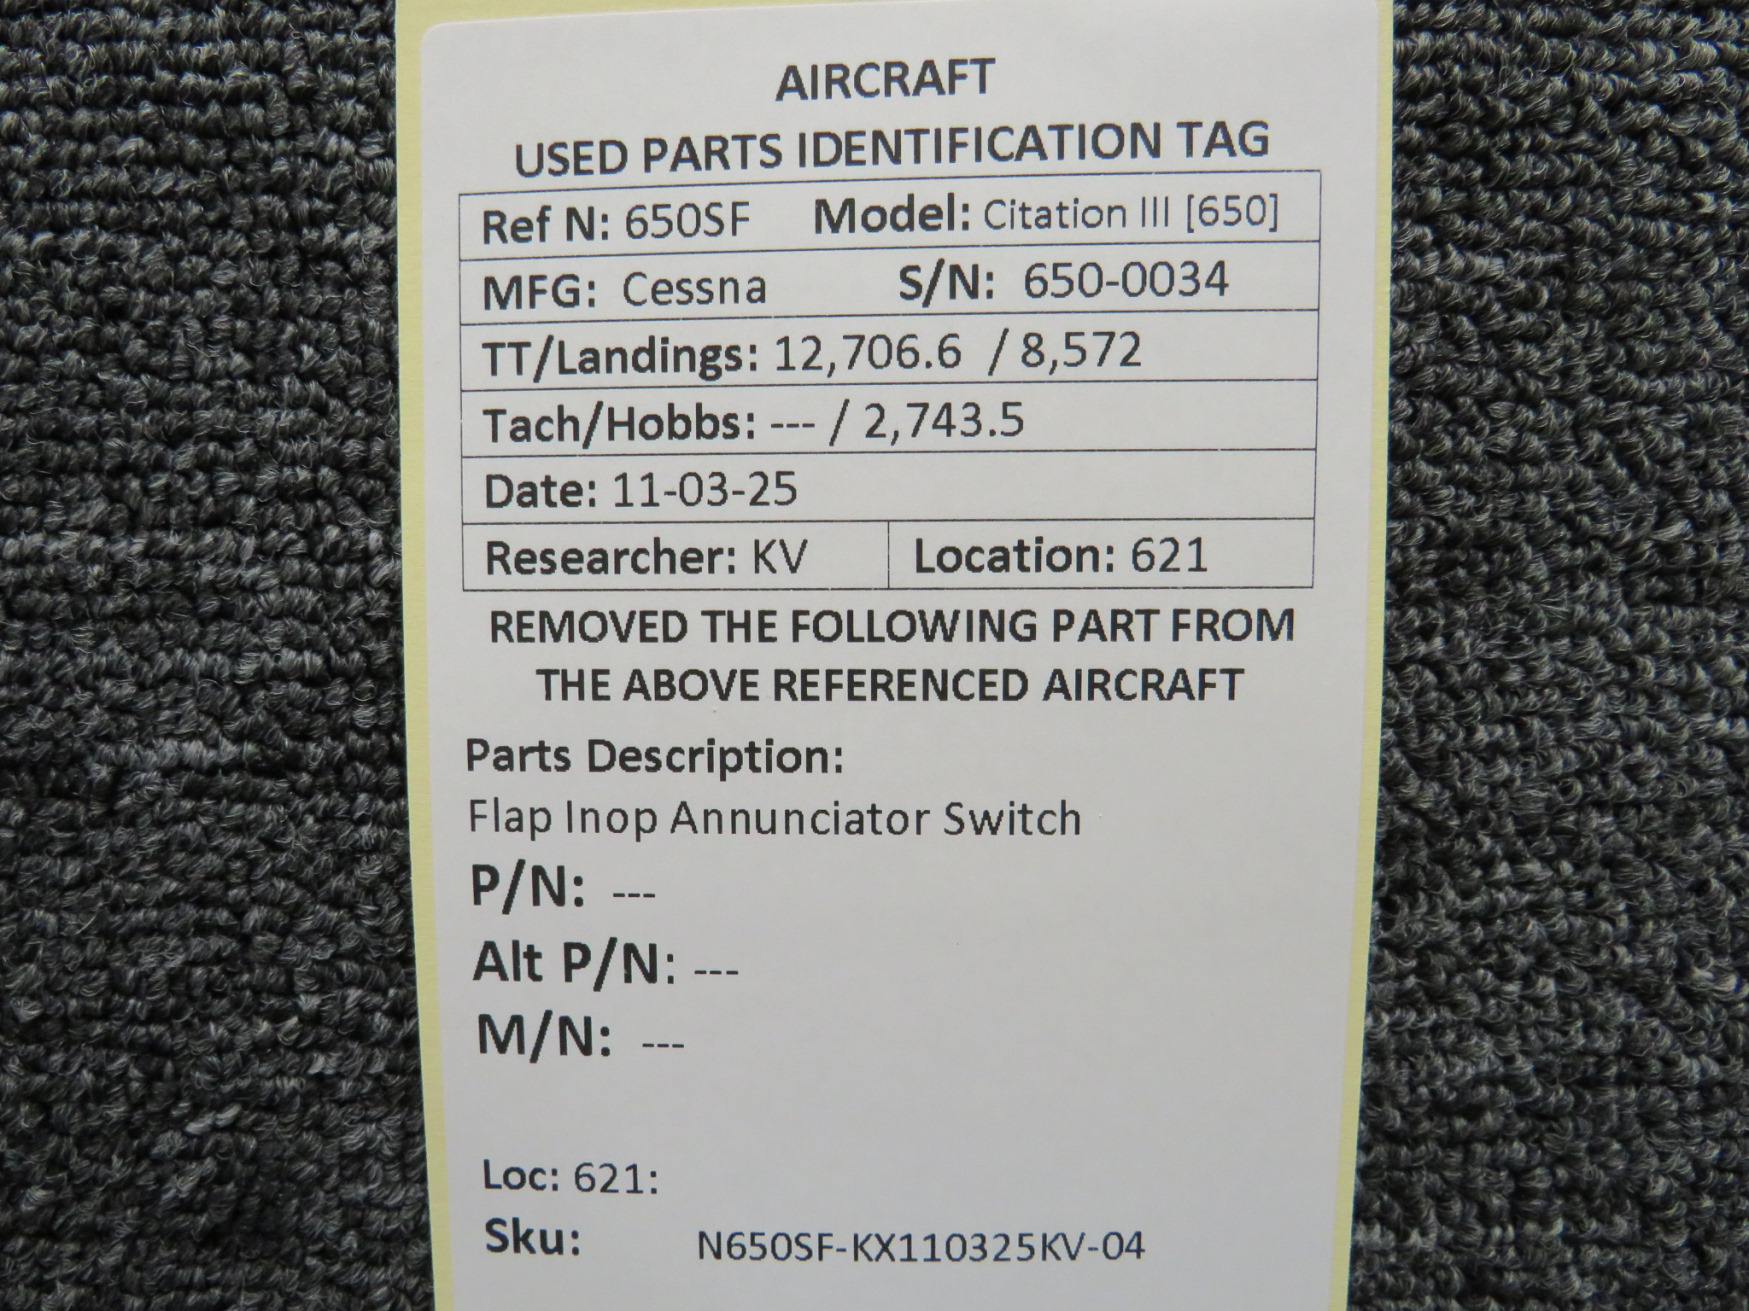 AIRCRAFT
USED PARTS IDENTIFICATION TAG
Ref N: 650SF Model: Citation III [650]
MFG: Cessna S/N: 650-0034
TT/Landings: 12,706.6 / 8,572
Tach/Hobbs: --- / 2,743.5
Date: 11-03-25
Researcher: KV Location: 621
REMOVED THE FOLLOWING PART FROM
THE ABOVE REFERENCED AIRCRAFT
Parts Description:
Flap Inop Annunciator Switch
P/N: ---
Alt P/N: ---
M/N: ---
Loc: 621:
Sku: N650SF-KX110325KV-04